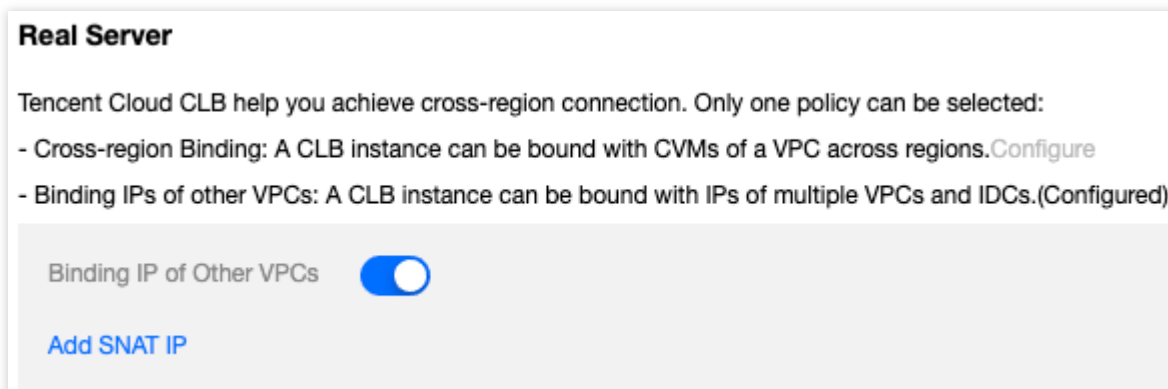 Real Server
Tencent Cloud CLB help you achieve cross-region connection. Only one policy can be selected:
- Cross-region Binding: A CLB instance can be bound with CVMs of a VPC across regions.Configure
- Binding IPs of other VPCs: A CLB instance can be bound with IPs of multiple VPCs and IDCs.(Configured)
Binding IP of Other VPCs
Add SNAT IP